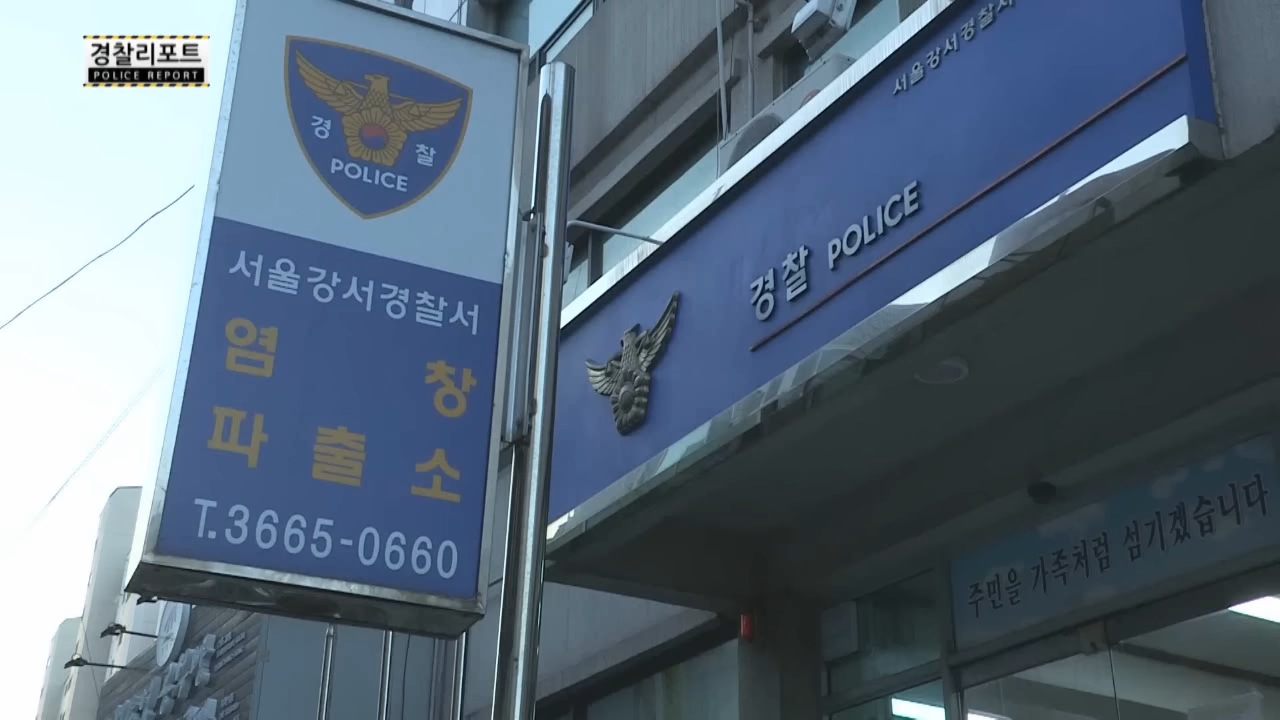 경찰리포트
POLICE REPORT
경찰
POLICE
서울강서경찰서
염창
파출소
T.3665-0660
서울강서경찰서
경찰 POLICE
주민을 가족처럼 섬기겠습니다